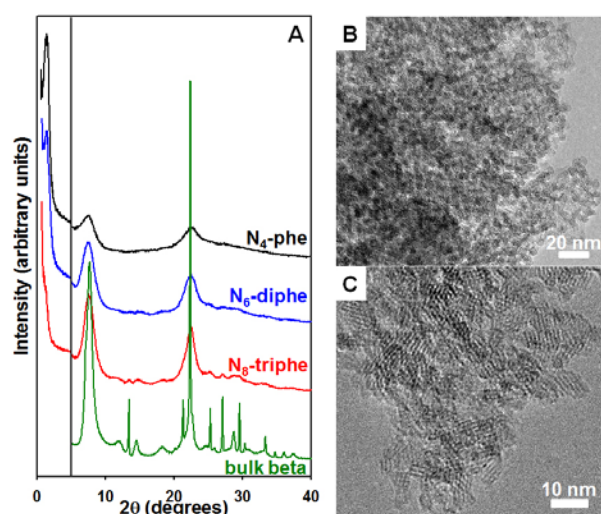 A
Intensity (arbitrary units)
N₄-phe
N₆-diphe
N₈-triphe
bulk beta
0 10 20 30 40
2θ (degrees)
B
20 nm
C
10 nm